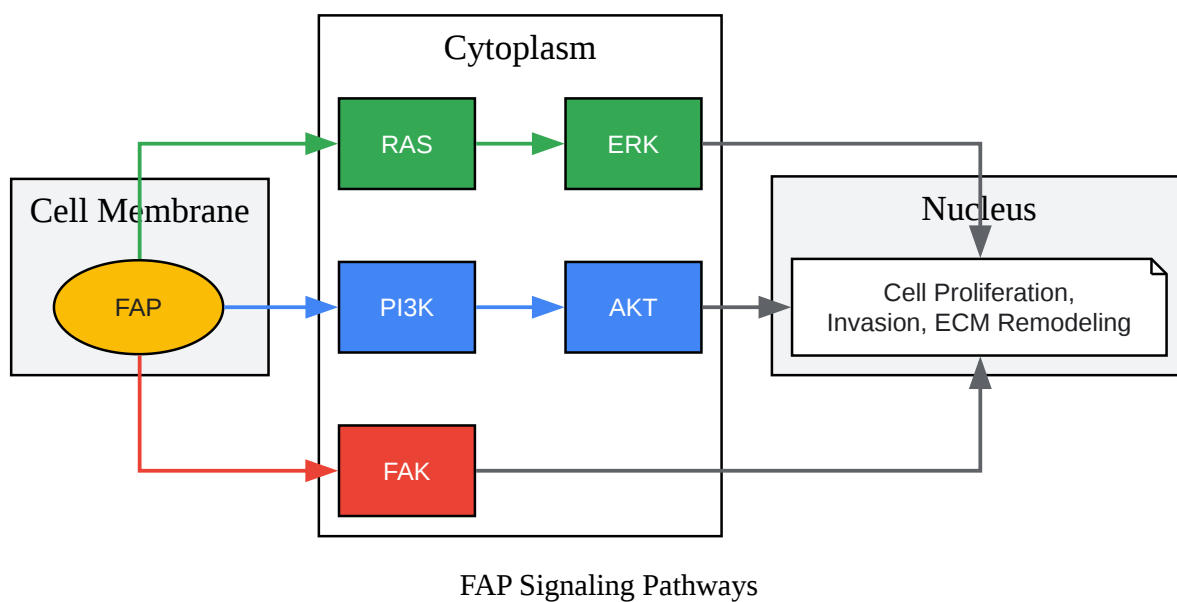 Cytoplasm
RAS
ERK
Cell Membrane
Nucleus
FAP
PI3K
AKT
Cell Proliferation,
Invasion, ECM Remodeling
FAK
FAP Signaling Pathways